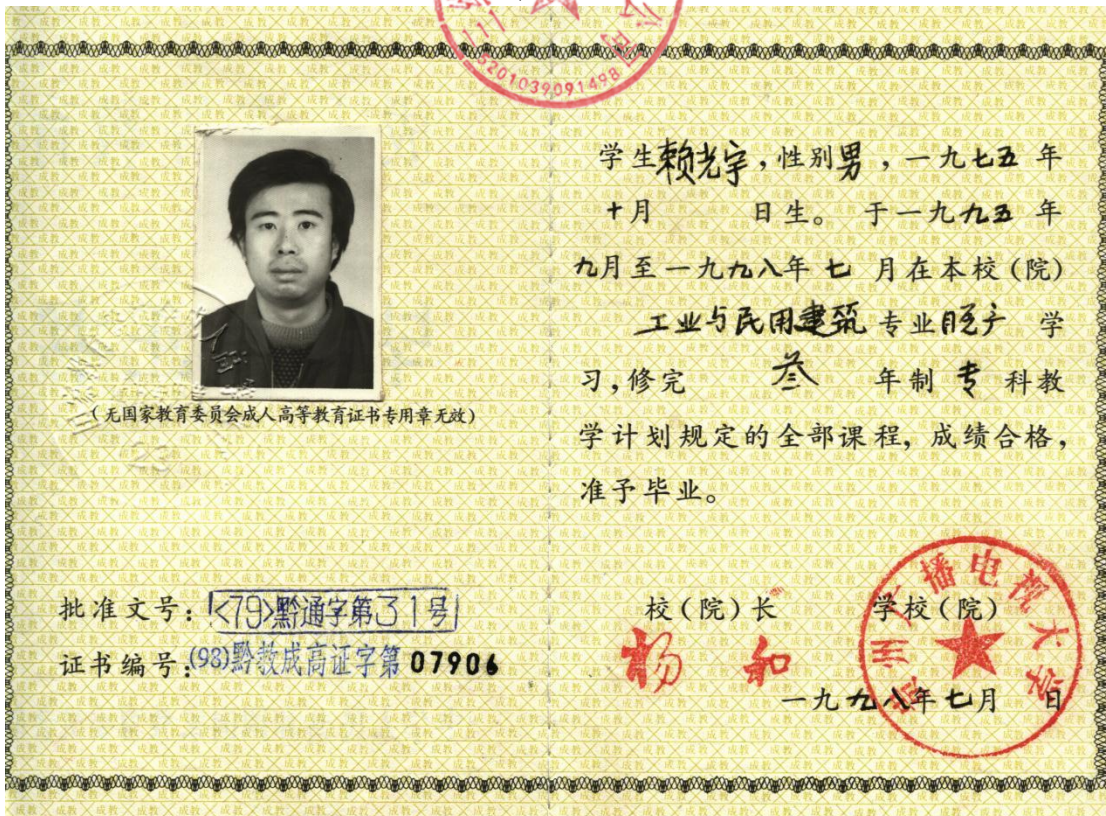 5201039091498
(无国家教育委员会成人高等教育证书专用章无效)
批准文号:<79>黔通字第31号
证书编号:(98)黔教成高证字第07906
学生赖光宇,性别男,一九七五年
十月 日生。于一九九五年
九月至一九九八年七月在本校(院)
工业与民用建筑专业脱产学
习,修完 叁 年制专科教
学计划规定的全部课程,成绩合格,
准予毕业。
校(院)长 学校(院)
杨 和
贵州广播电视大学
一九九八年七月 日